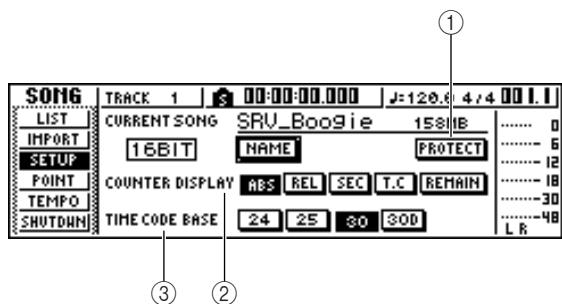 ①
SONG TRACK 1 S 00:00:00.000 ♩=120.0 4/4 001.1
LIST CURRENT SONG SRV_Boogie 158MB 0
IMPORT 16BIT NAME PROTECT 6
SETUP 12
POINT COUNTER DISPLAY ABS REL SEC T.C REMAIN 18
TEMPO 30
SHUTDWN TIME CODE BASE 24 25 30 30D 48
L R
③ ②